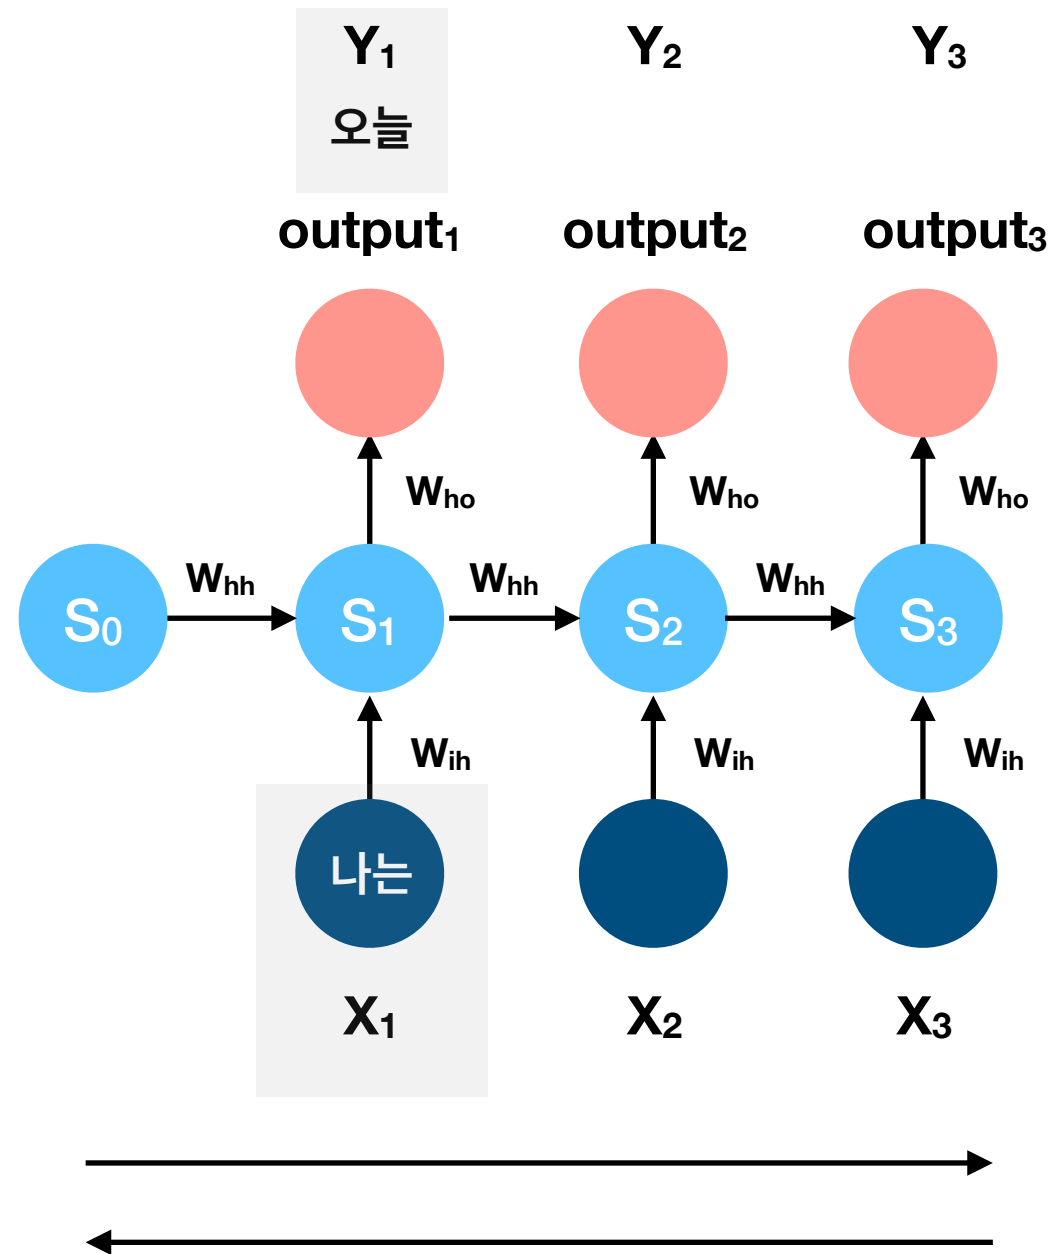 Y₁ Y₂ Y₃
오늘
output₁ output₂ output₃
Wₕₒ Wₕₒ Wₕₒ
Wₕₕ Wₕₕ Wₕₕ
S₀ S₁ S₂ S₃
Wᵢₕ Wᵢₕ Wᵢₕ
나는
X₁ X₂ X₃